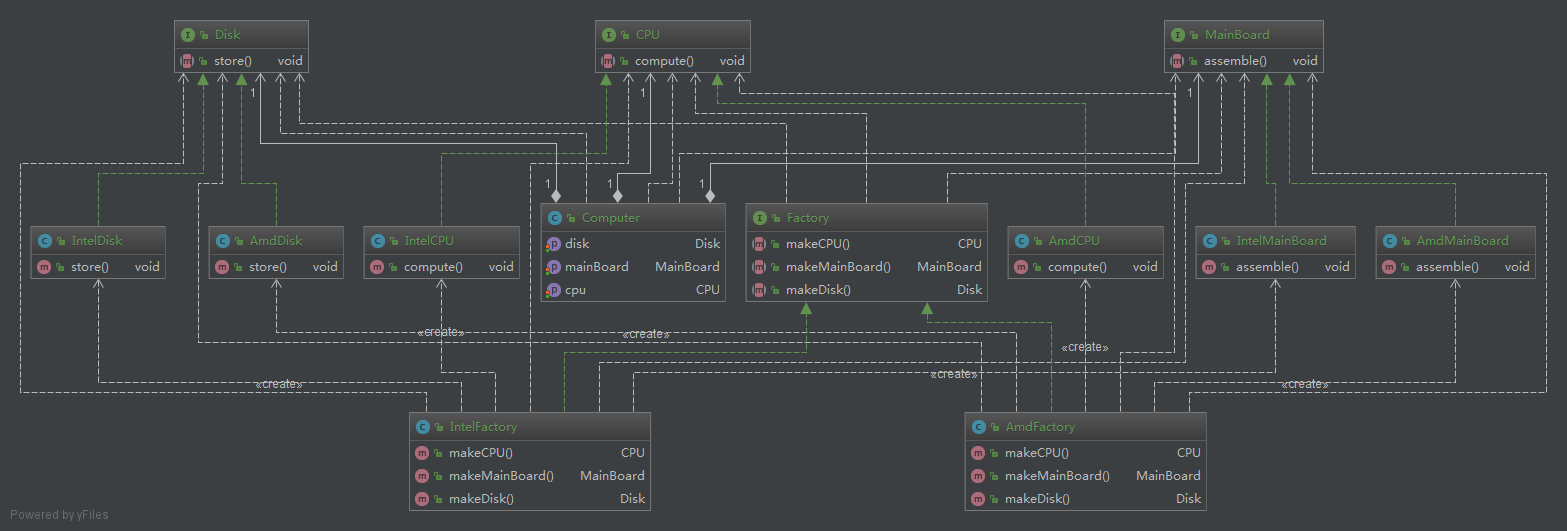 Disk
store() void
CPU
compute() void
MainBoard
assemble() void
1
1
1
1
1
1
IntelDisk
store() void
AmdDisk
store() void
IntelCPU
compute() void
Computer
disk Disk
mainBoard MainBoard
cpu CPU
Factory
makeCPU() CPU
makeMainBoard() MainBoard
makeDisk() Disk
AmdCPU
compute() void
IntelMainBoard
assemble() void
AmdMainBoard
assemble() void
«create»
«create»
«create»
«create»
«create»
«create»
IntelFactory
makeCPU() CPU
makeMainBoard() MainBoard
makeDisk() Disk
AmdFactory
makeCPU() CPU
makeMainBoard() MainBoard
makeDisk() Disk
Powered by yFiles